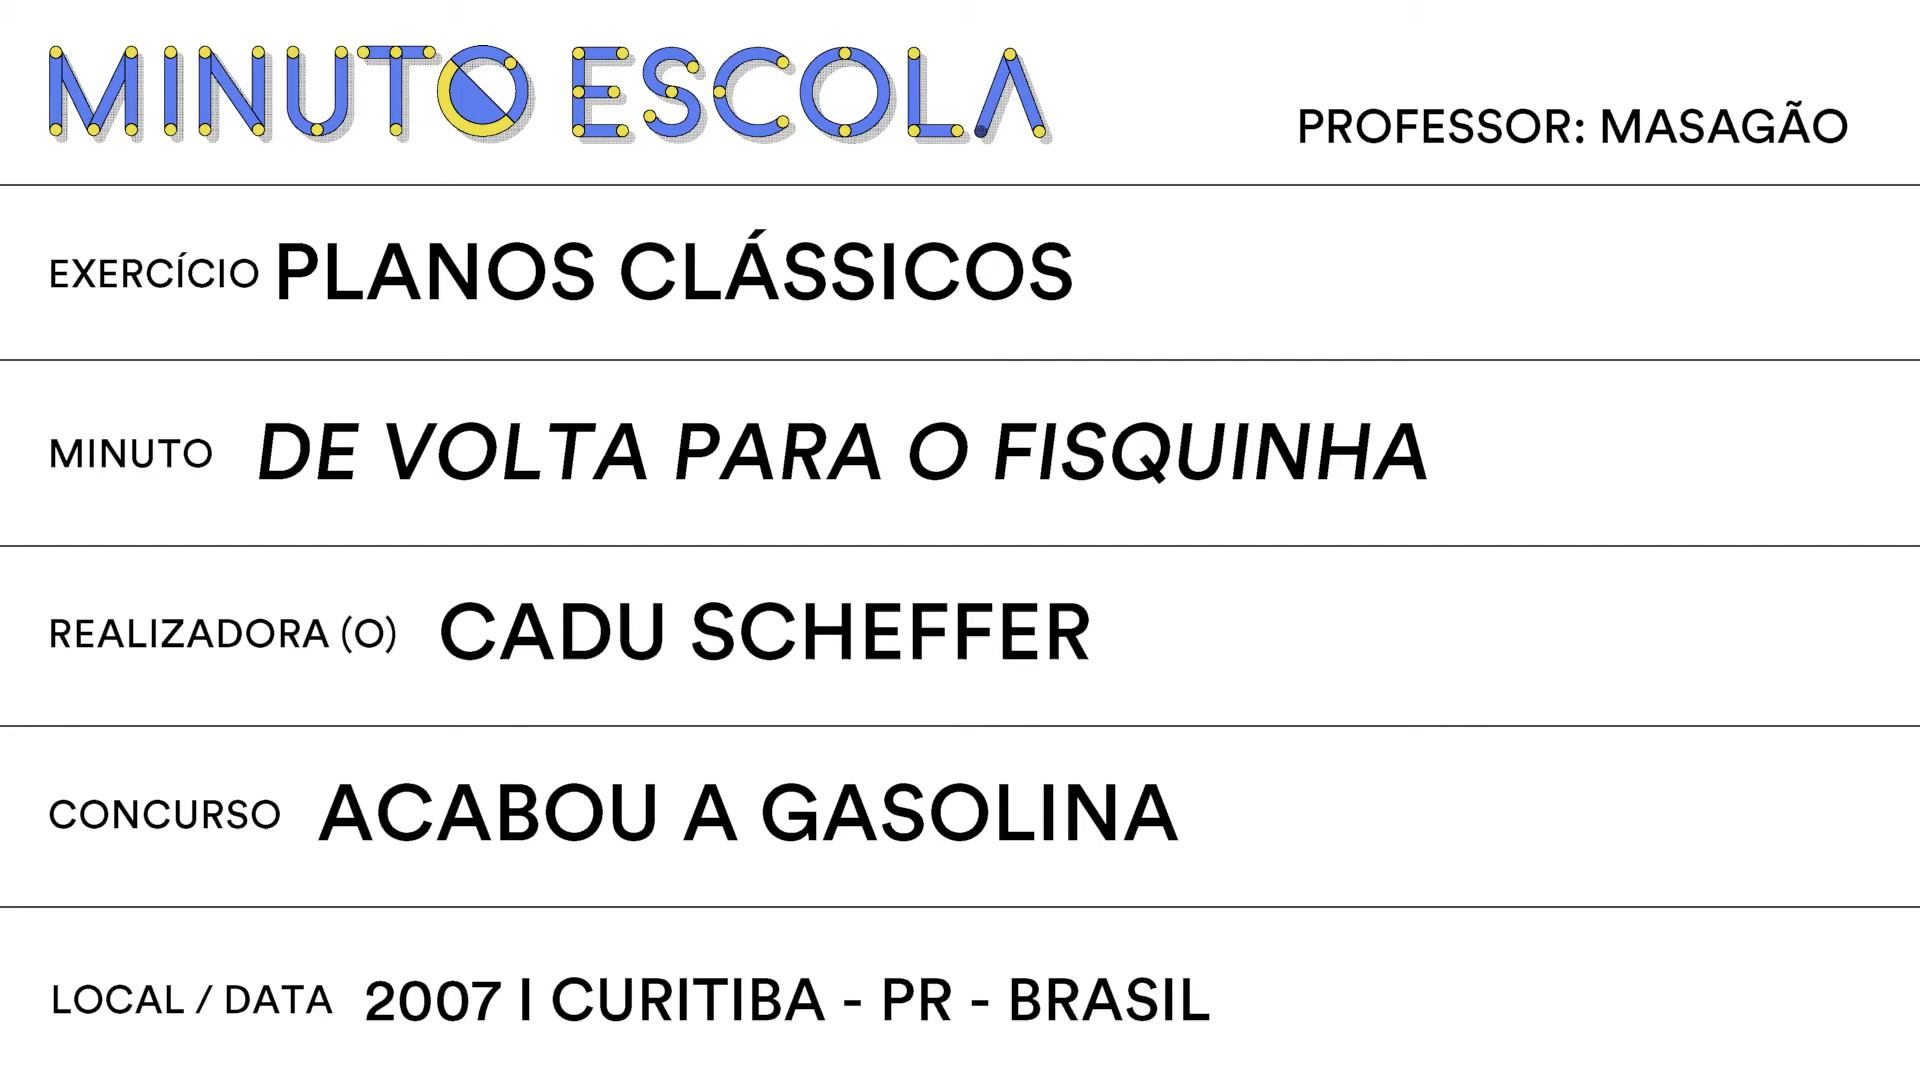 MINUTO ESCOLA
PROFESSOR: MASAGÃO
EXERCÍCIO PLANOS CLÁSSICOS
MINUTO DE VOLTA PARA O FISQUINHA
REALIZADORA (O) CADU SCHEFFER
CONCURSO ACABOU A GASOLINA
LOCAL / DATA 2007 | CURITIBA - PR - BRASIL